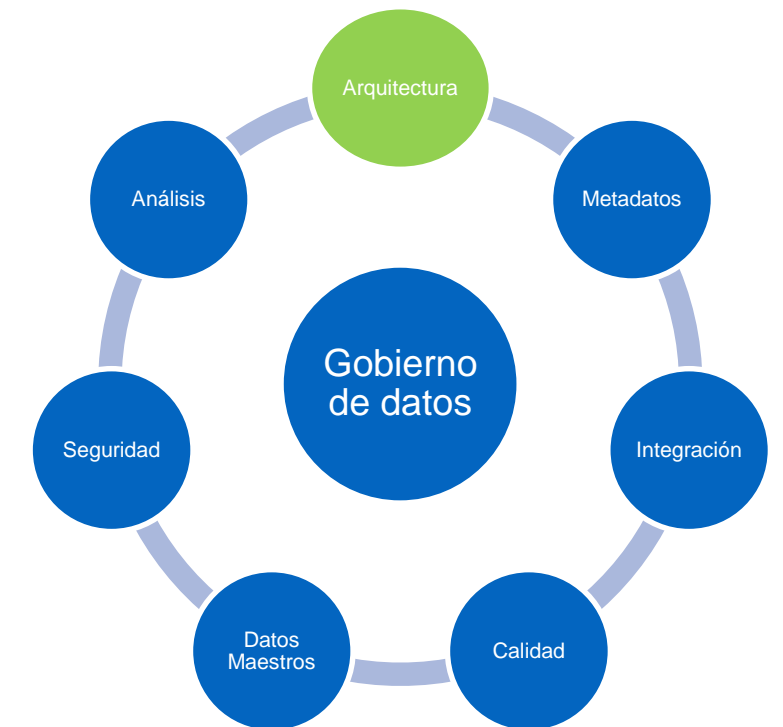 Arquitectura
Metadatos
Integración
Calidad
Datos
Maestros
Seguridad
Análisis
Gobierno
de datos